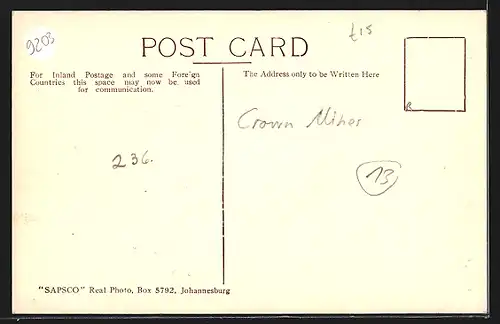 9203
£15
POST CARD
For Inland Postage and some Foreign
Countries this space may now be used
for communication.
The Address only to be Written Here
Crown Mines
236.
13
"SAPSCO" Real Photo, Box 5792, Johannesburg